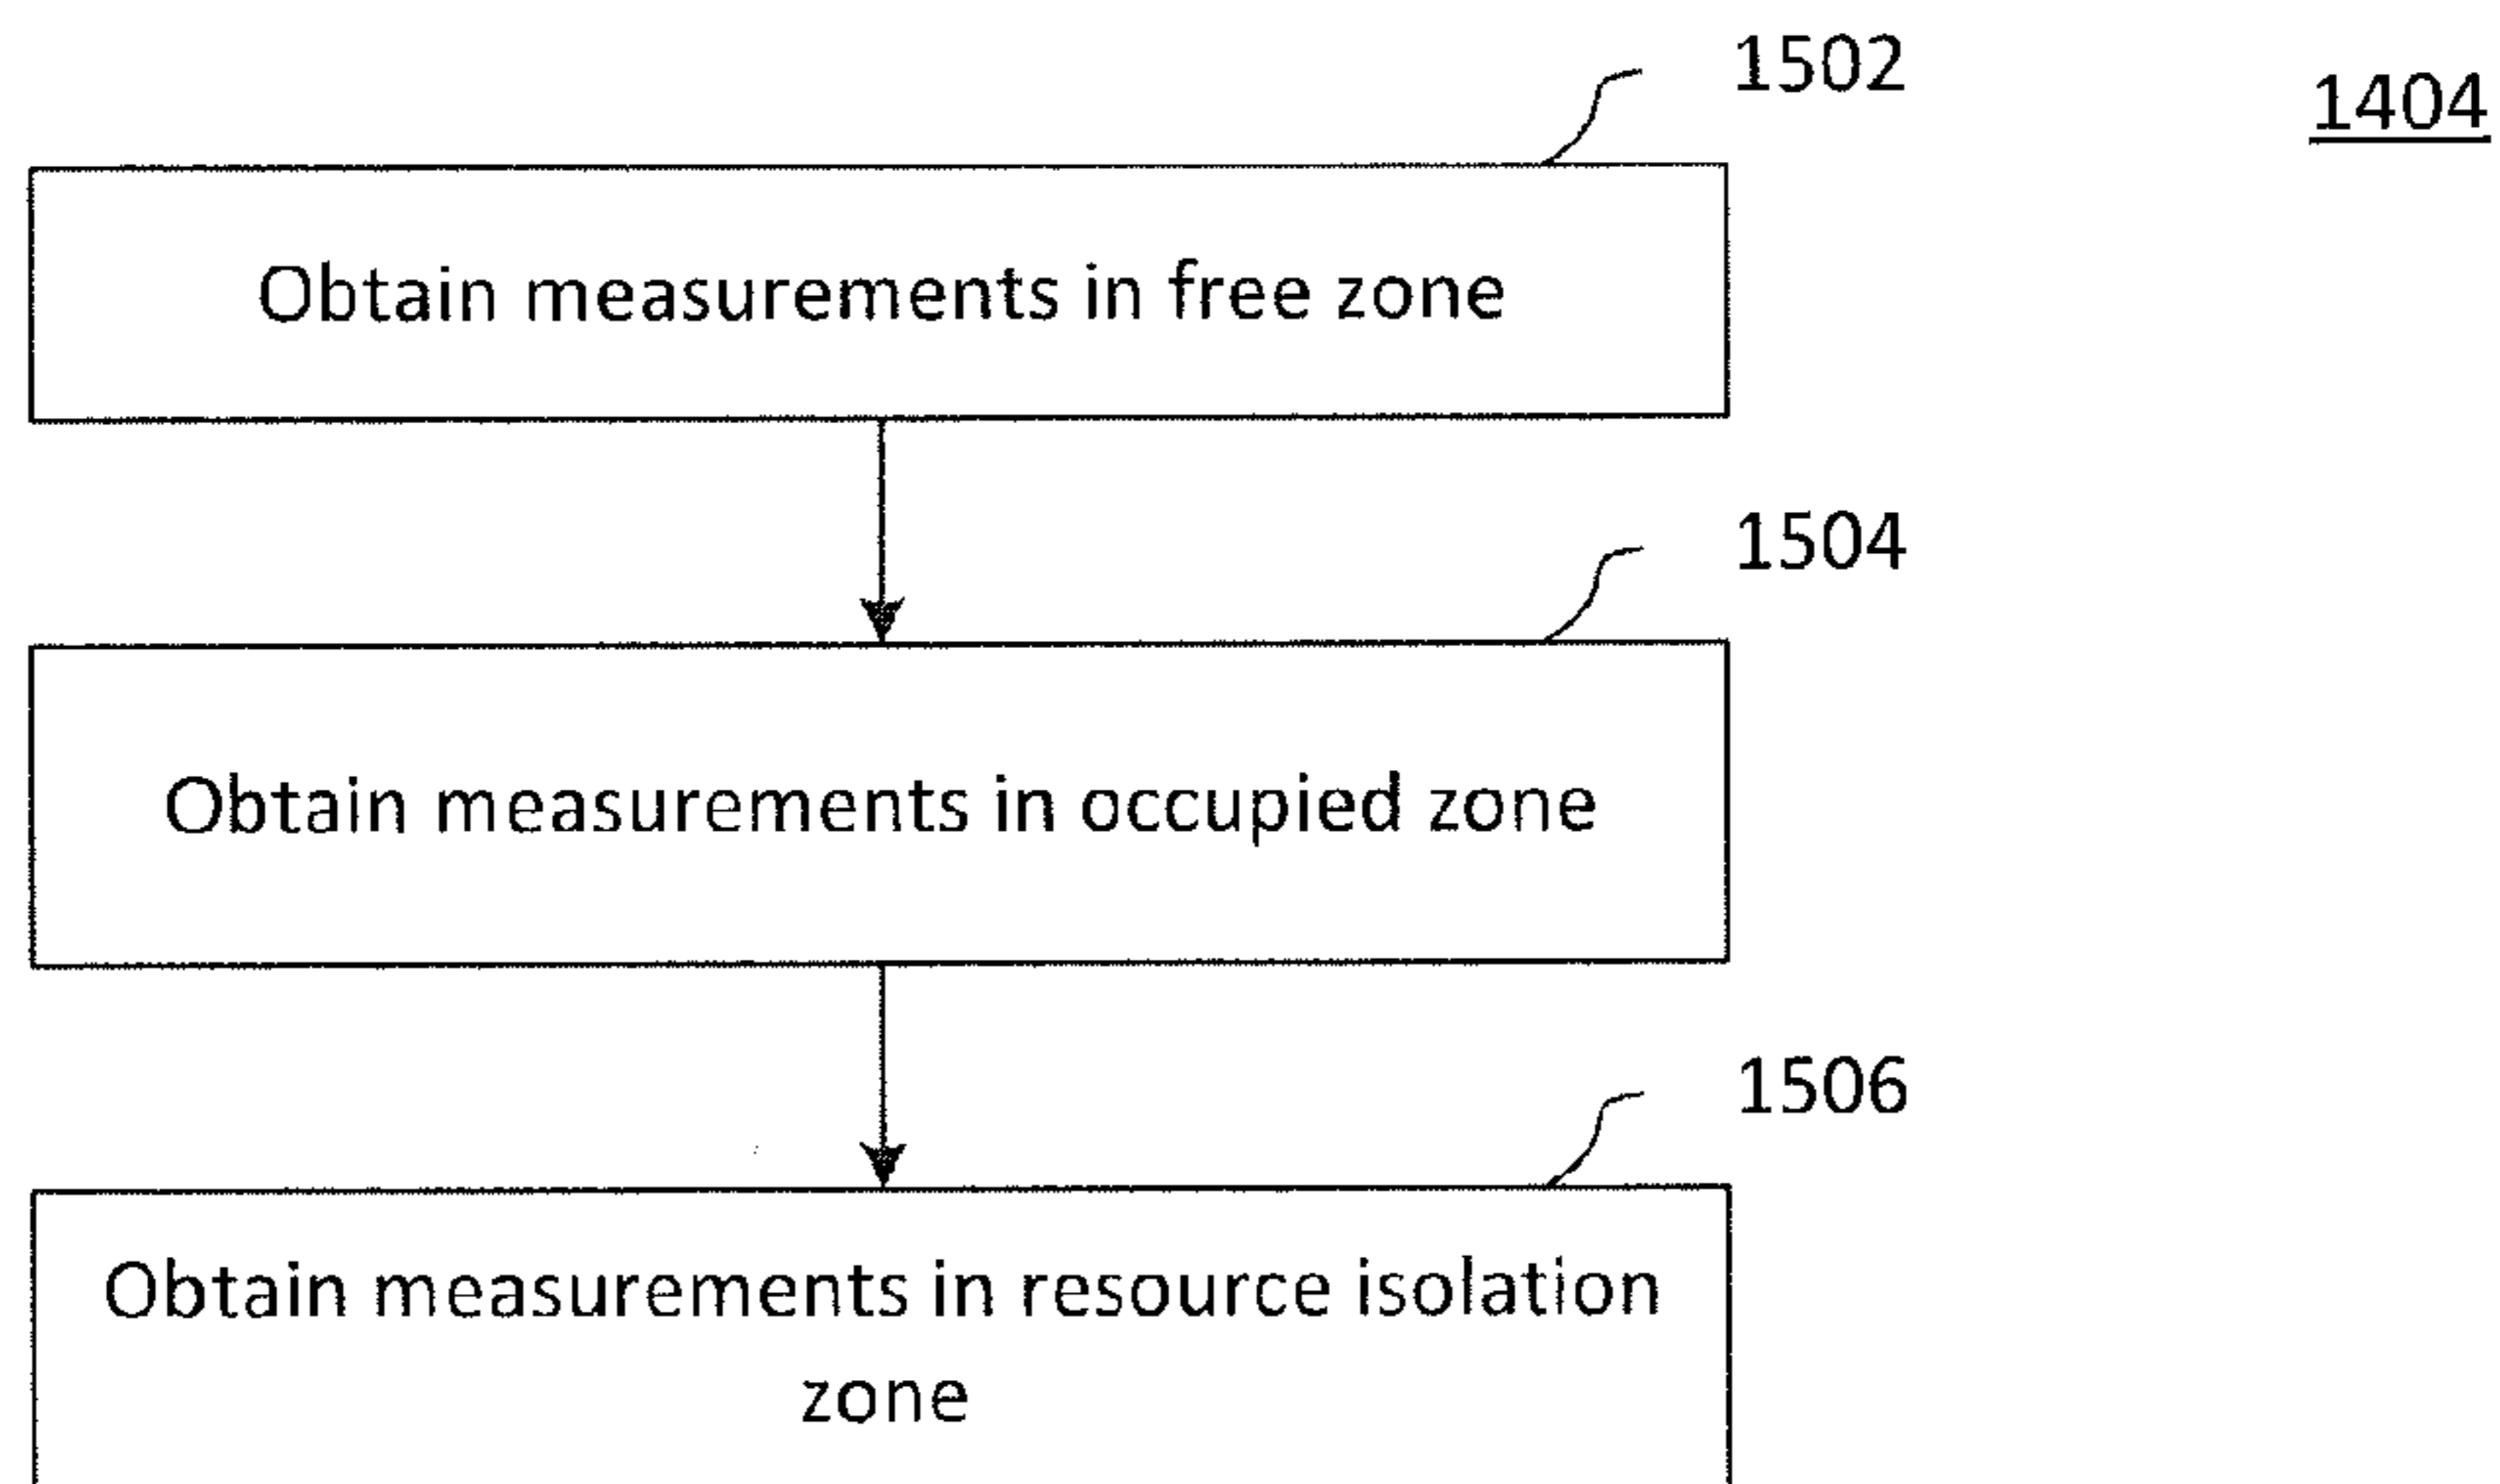 1502
1404
Obtain measurements in free zone
1504
Obtain measurements in occupied zone
1506
Obtain measurements in resource isolation
zone